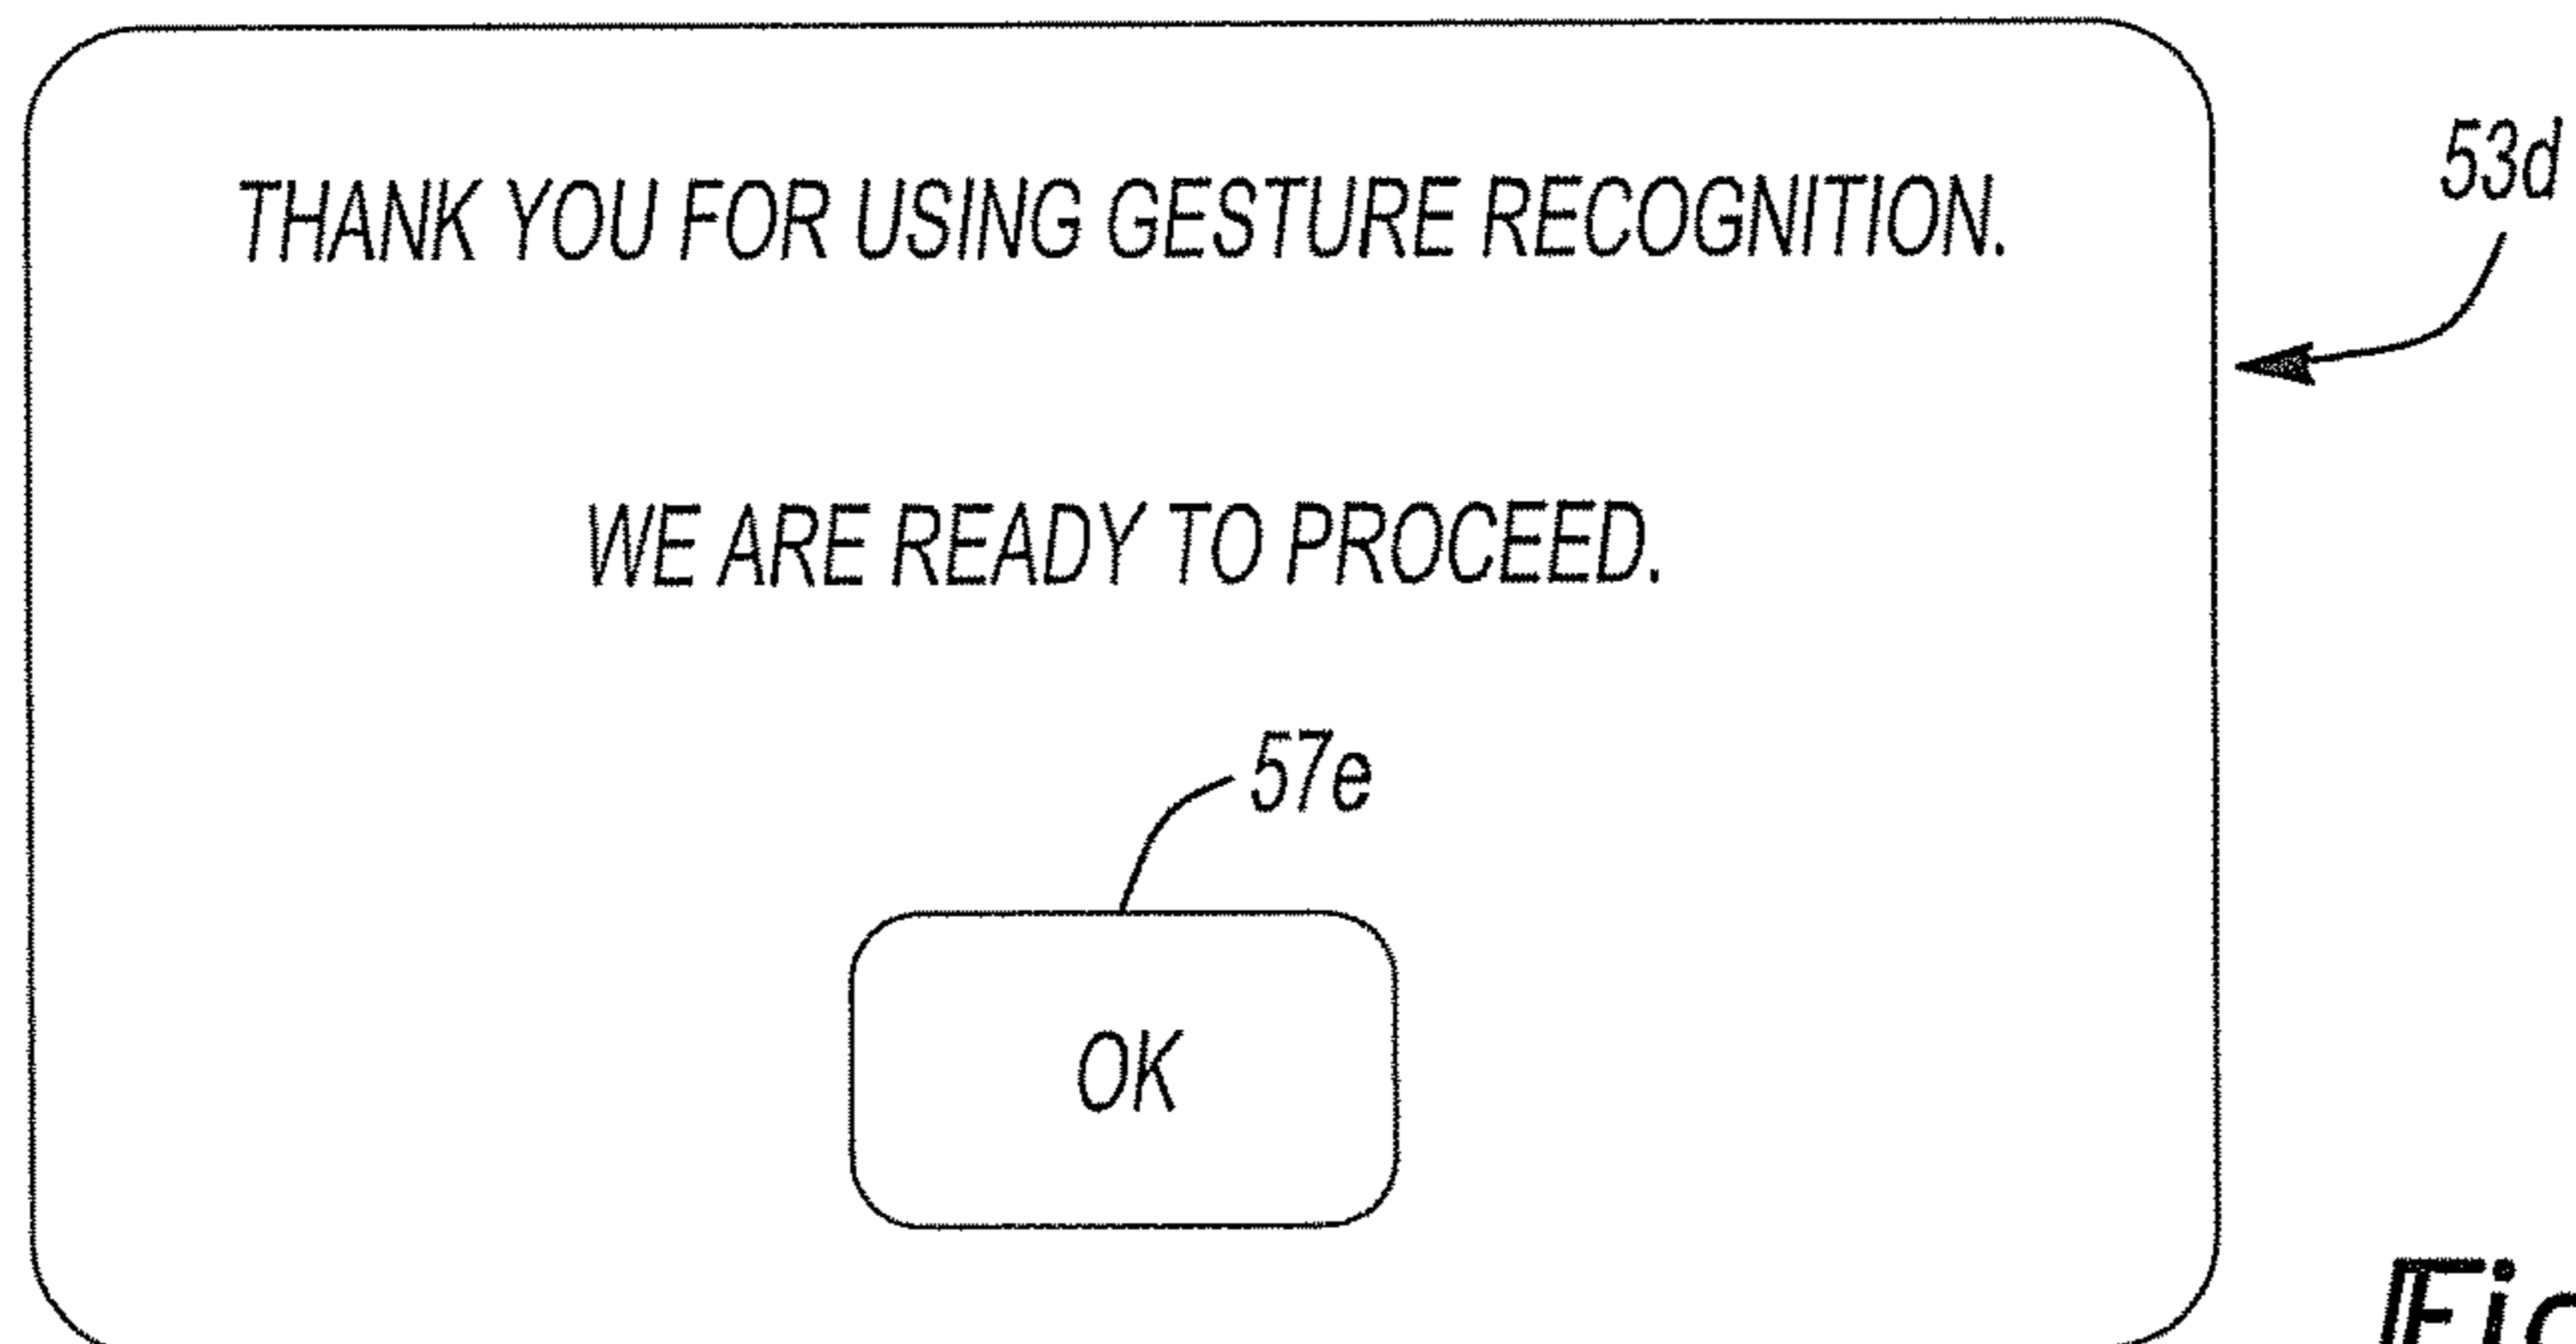 THANK YOU FOR USING GESTURE RECOGNITION.
53d
WE ARE READY TO PROCEED.
57e
OK